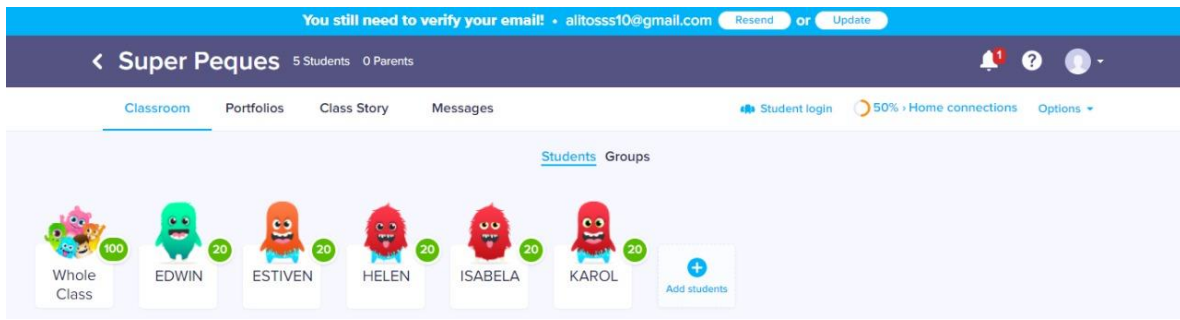 You still need to verify your email! • alitosss10@gmail.com Resend or Update
< Super Peques 5 Students 0 Parents 1 ?
Classroom Portfolios Class Story Messages Student login 50% › Home connections Options
Students Groups
100 20 20 20 20 20
Whole Class EDWIN ESTIVEN HELEN ISABELA KAROL Add students